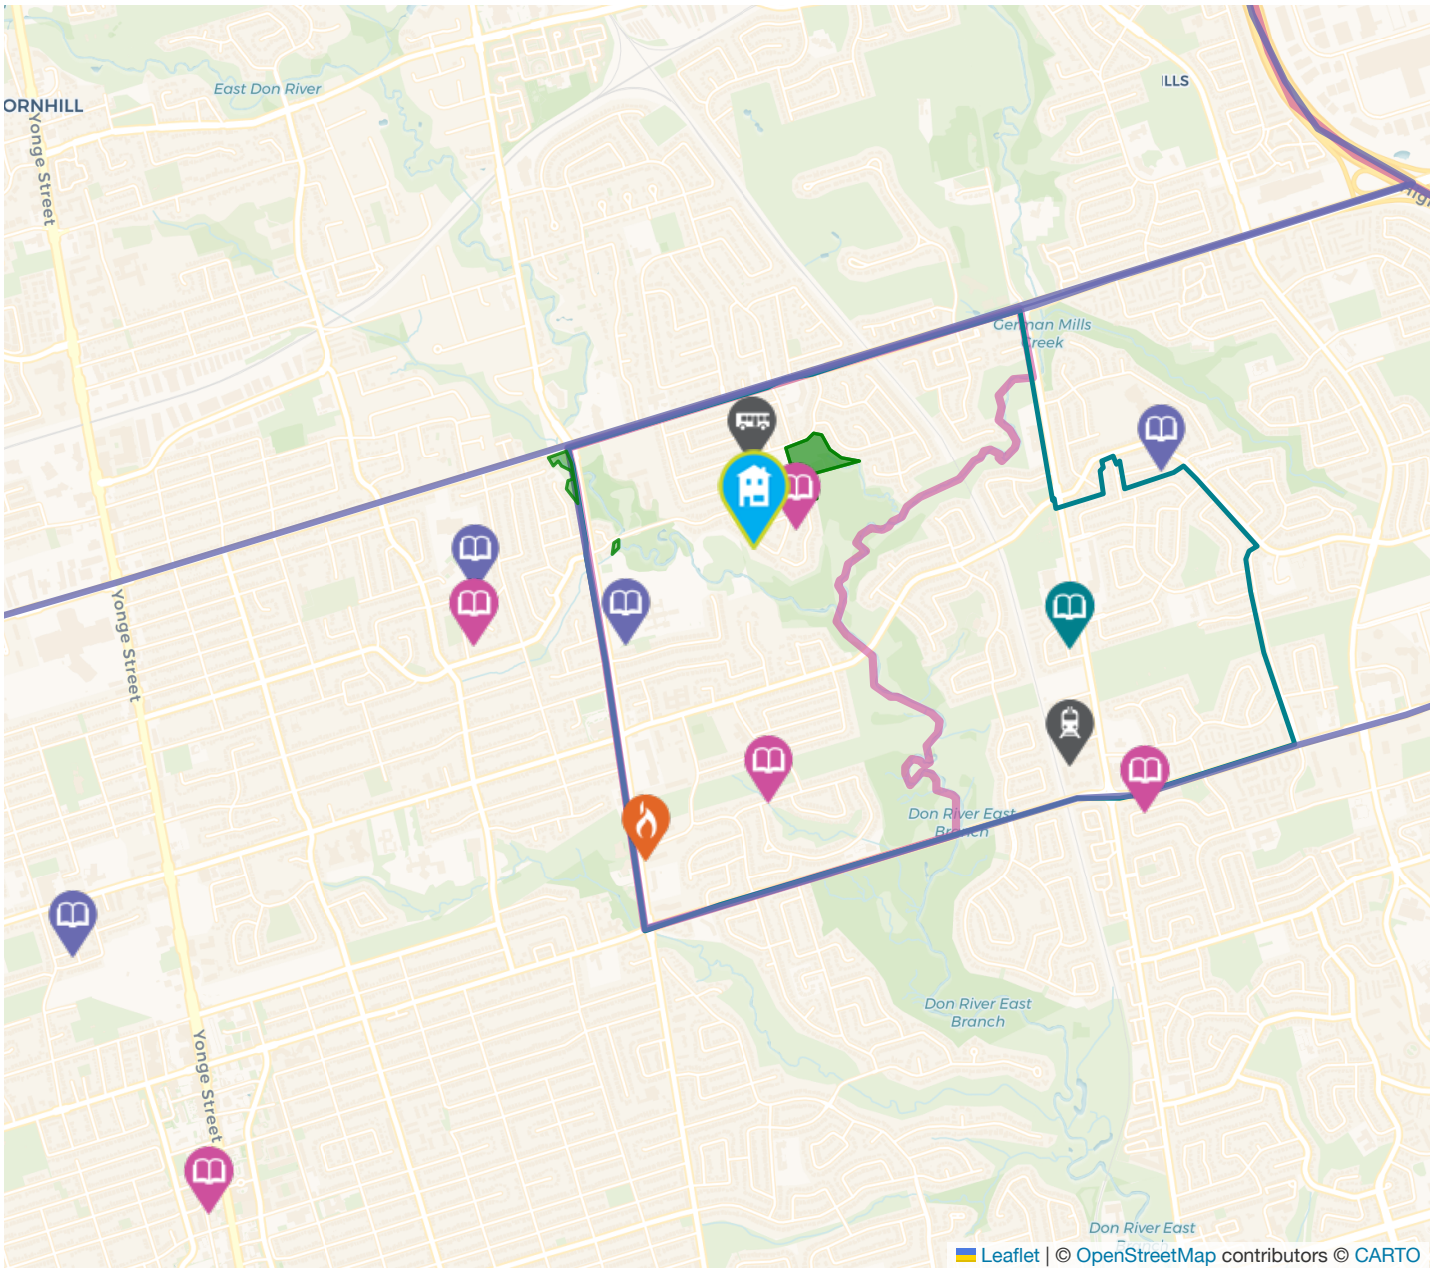 East Don River
ORNHILL
ILLS
Yonge Street
German Mills
Creek
Yonge Street
Don River East
Branch
Don River East
Branch
Yonge Street
Don River East
Leaflet | © OpenStreetMap contributors © CARTO